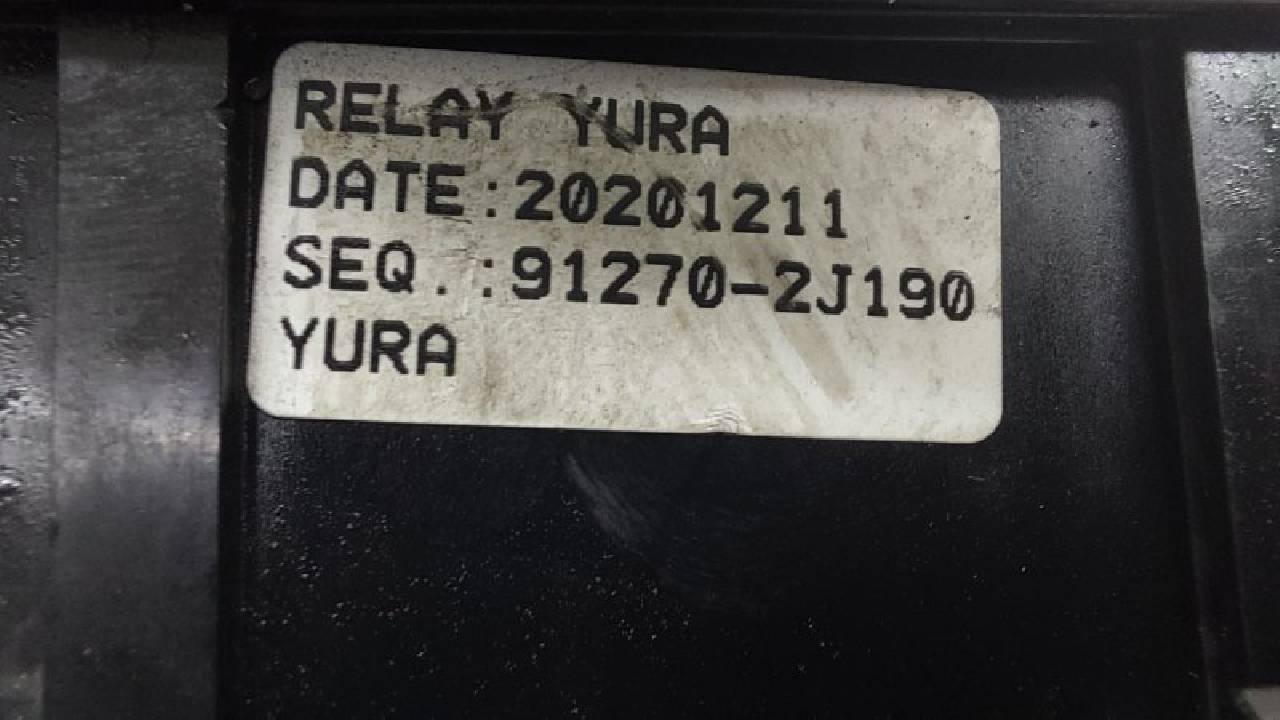 RELAY YURA
DATE:20201211
SEQ.:91270-2J190
YURA